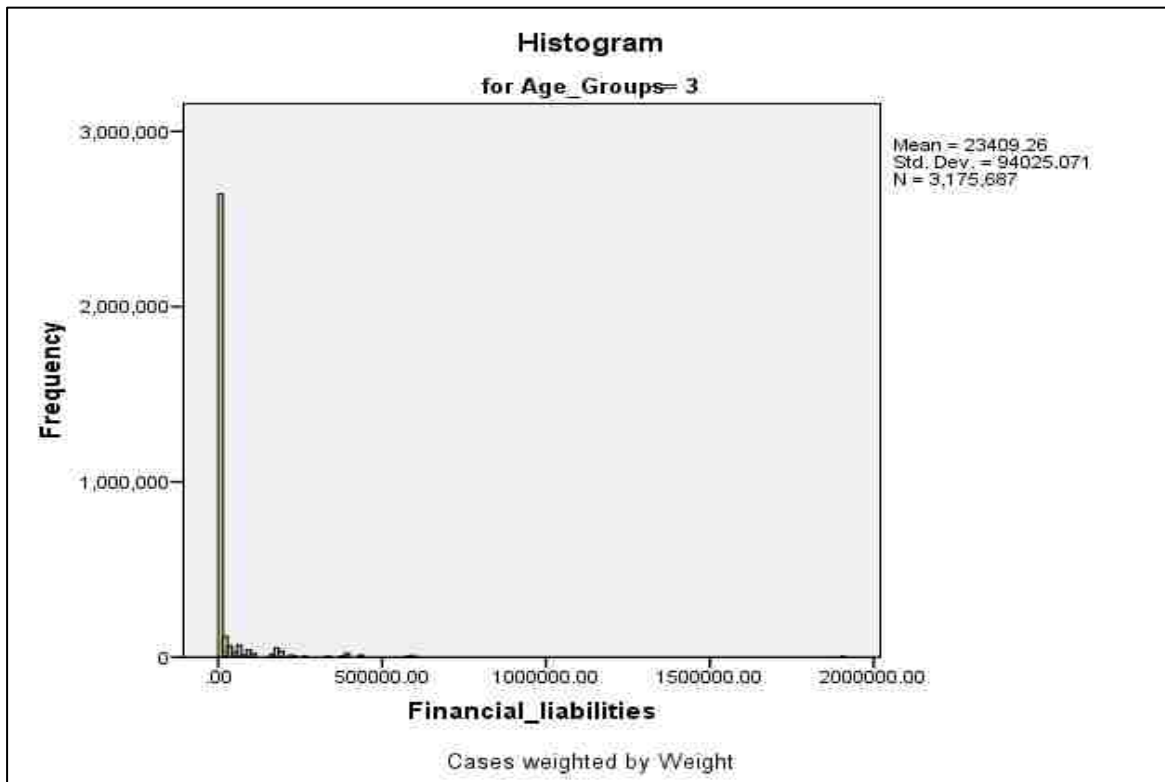 Histogram
for Age_Groups= 3
Mean = 23409.26
Std. Dev. = 94025.071
N = 3,175,687
3,000,000
2,000,000
1,000,000
0
Frequency
.00 500000.00 1000000.00 1500000.00 2000000.00
Financial_liabilities
Cases weighted by Weight